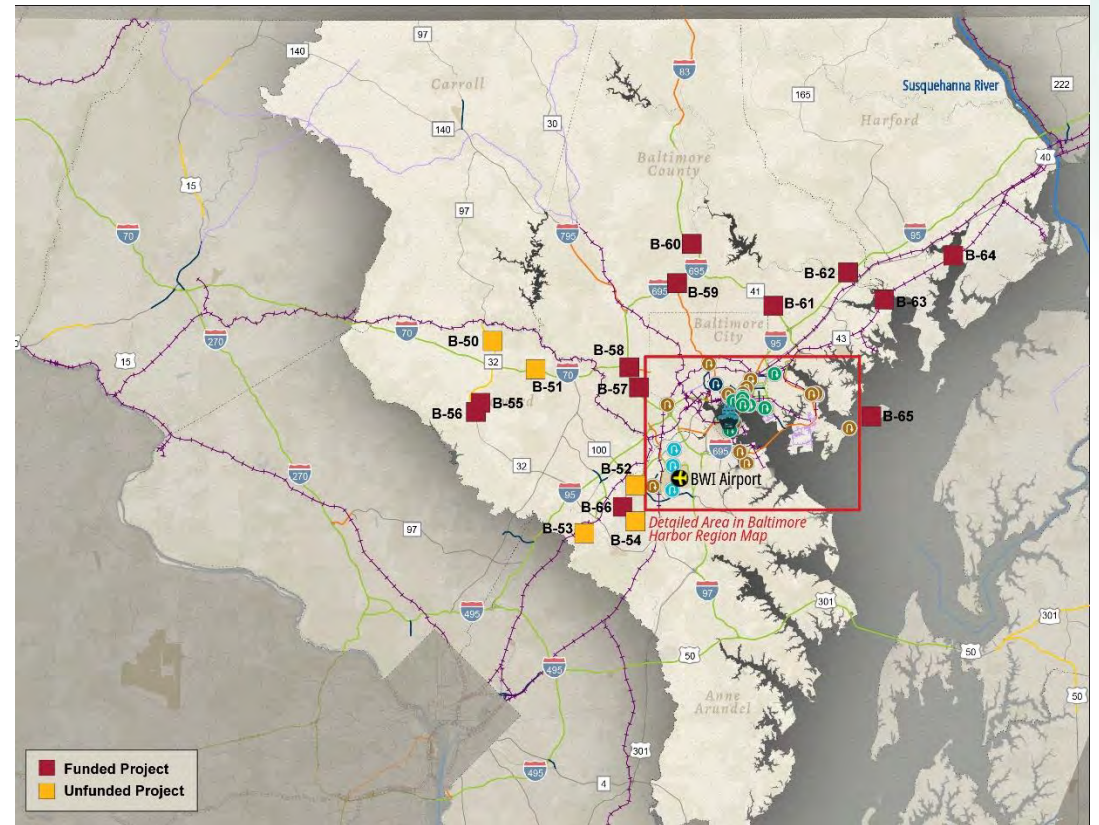 97
140
83
Susquehanna River
222
Carroll
165
Harford
140
30
40
Baltimore
County
15
97
70
795
95
B-60
695
B-64
B-62
695
B-59
41
B-61
B-63
270
70
B-50
Baltimore
City
43
95
32
B-58
15
B-51
70
B-57
B-55
B-56
B-65
100
695
270
32
B-52
BWI Airport
95
B-66
97
B-53
B-54
Detailed Area in Baltimore
Harbor Region Map
97
301
495
301
50
50
495
Anne
Arundel
50
301
Funded Project
Unfunded Project
495
4